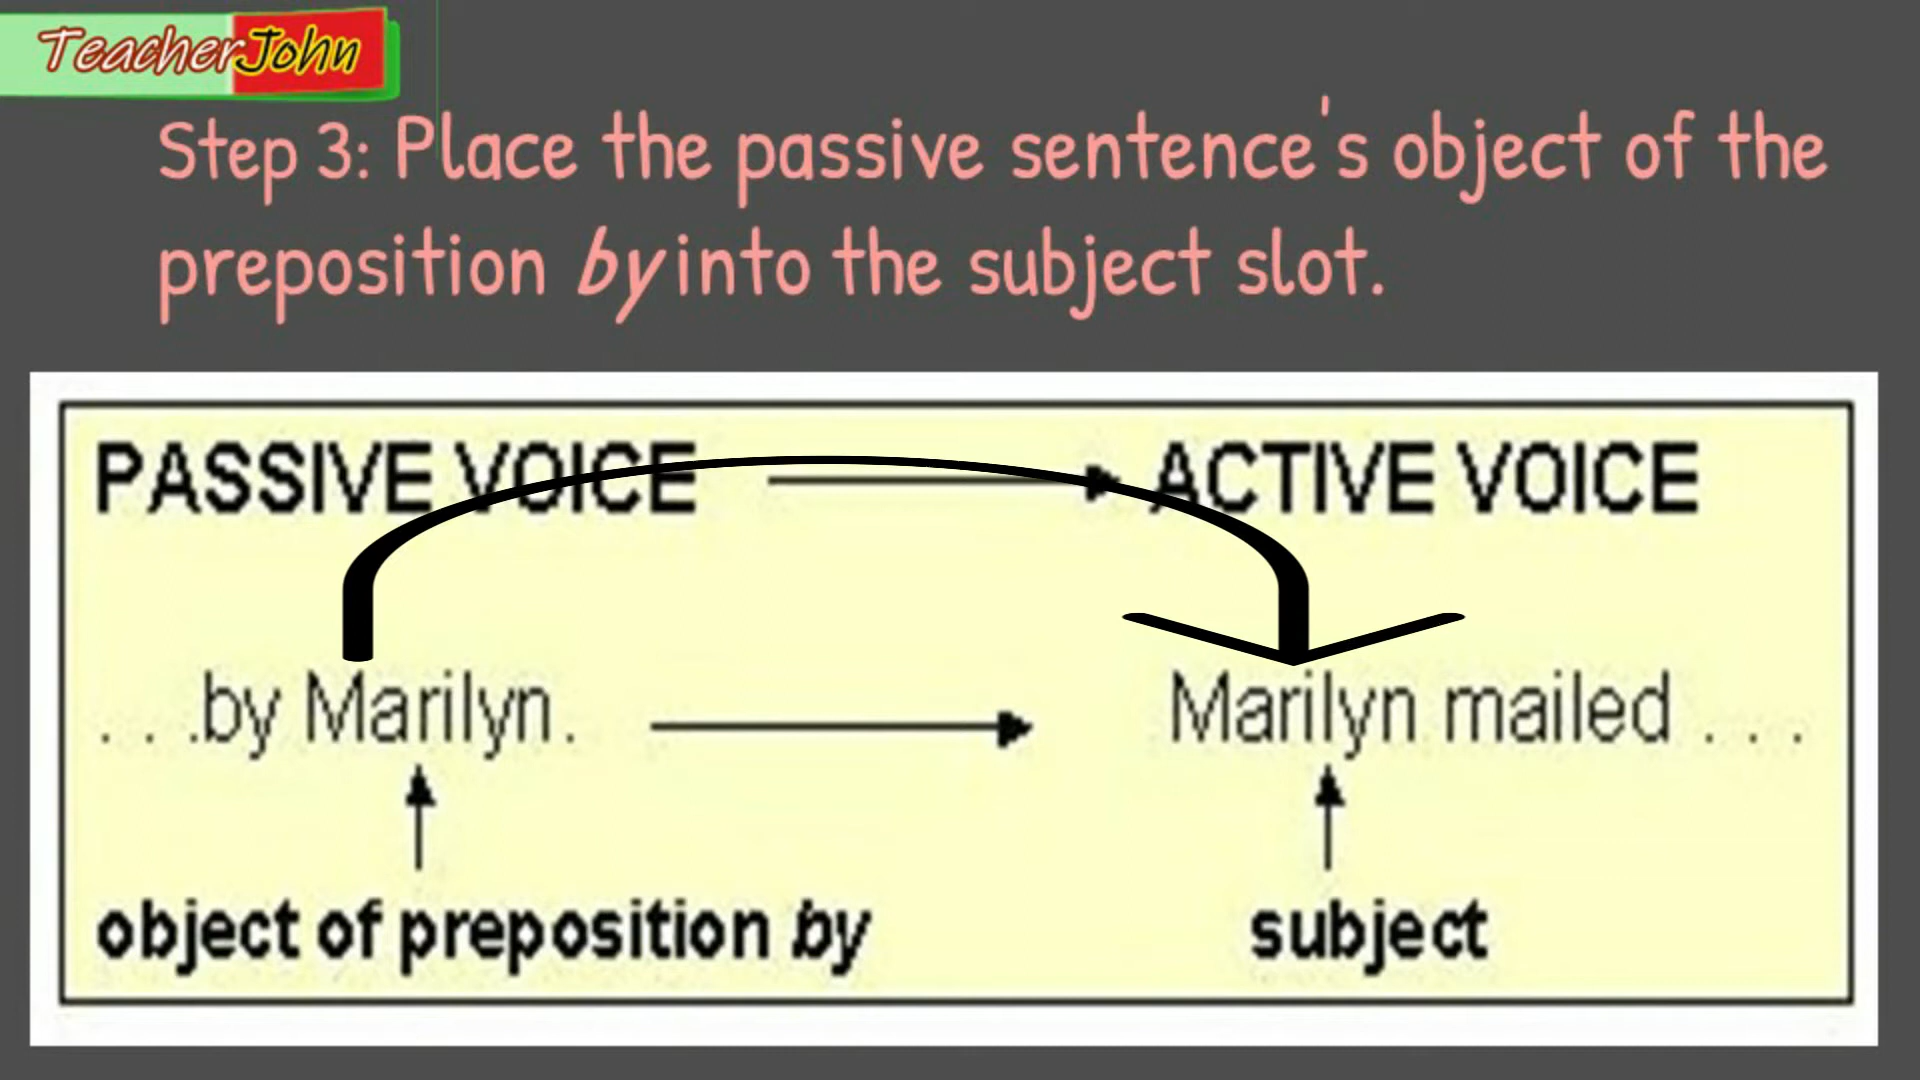 TeacherJohn
Step 3: Place the passive sentence's object of the
preposition by into the subject slot.
PASSIVE VOICE ACTIVE VOICE
. . .by Marilyn. Marilyn mailed . . .
object of preposition by subject